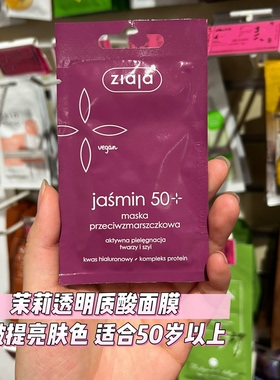 ziaja
vegan
jaśmin 50+
maska
przeciwzmarszczkowa
aktywna pielęgnacja
twarzy i szyi
kwas hialuronowy • kompleks protein
茉莉透明质酸面膜
提亮肤色 适合50岁以上